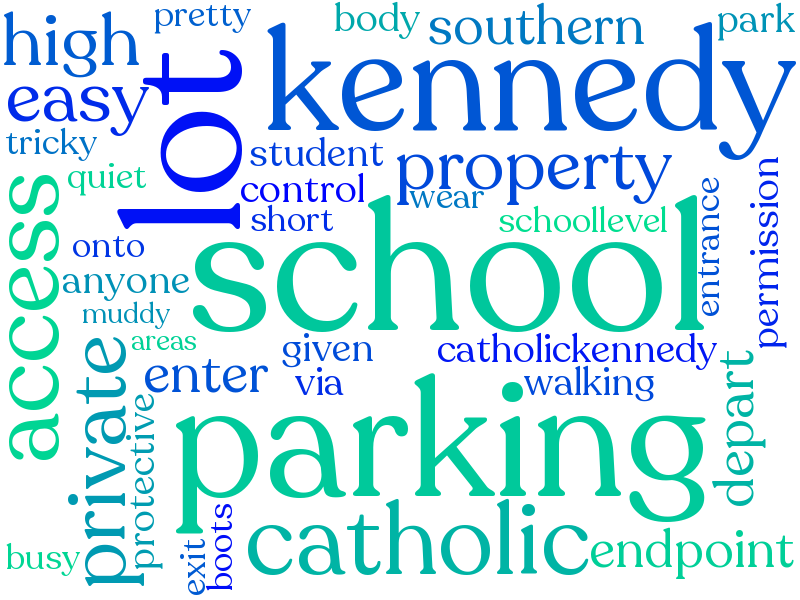 pretty
body
southern
park
high
kennedy
easy
lot
tricky
student
property
quiet
control
wear
access
short
schoollevel
entrance
permission
onto
school
anyone
muddy
areas
given
catholickennedy
enter
via
walking
private
protective
parking
depart
catholic
boots
exit
busy
endpoint